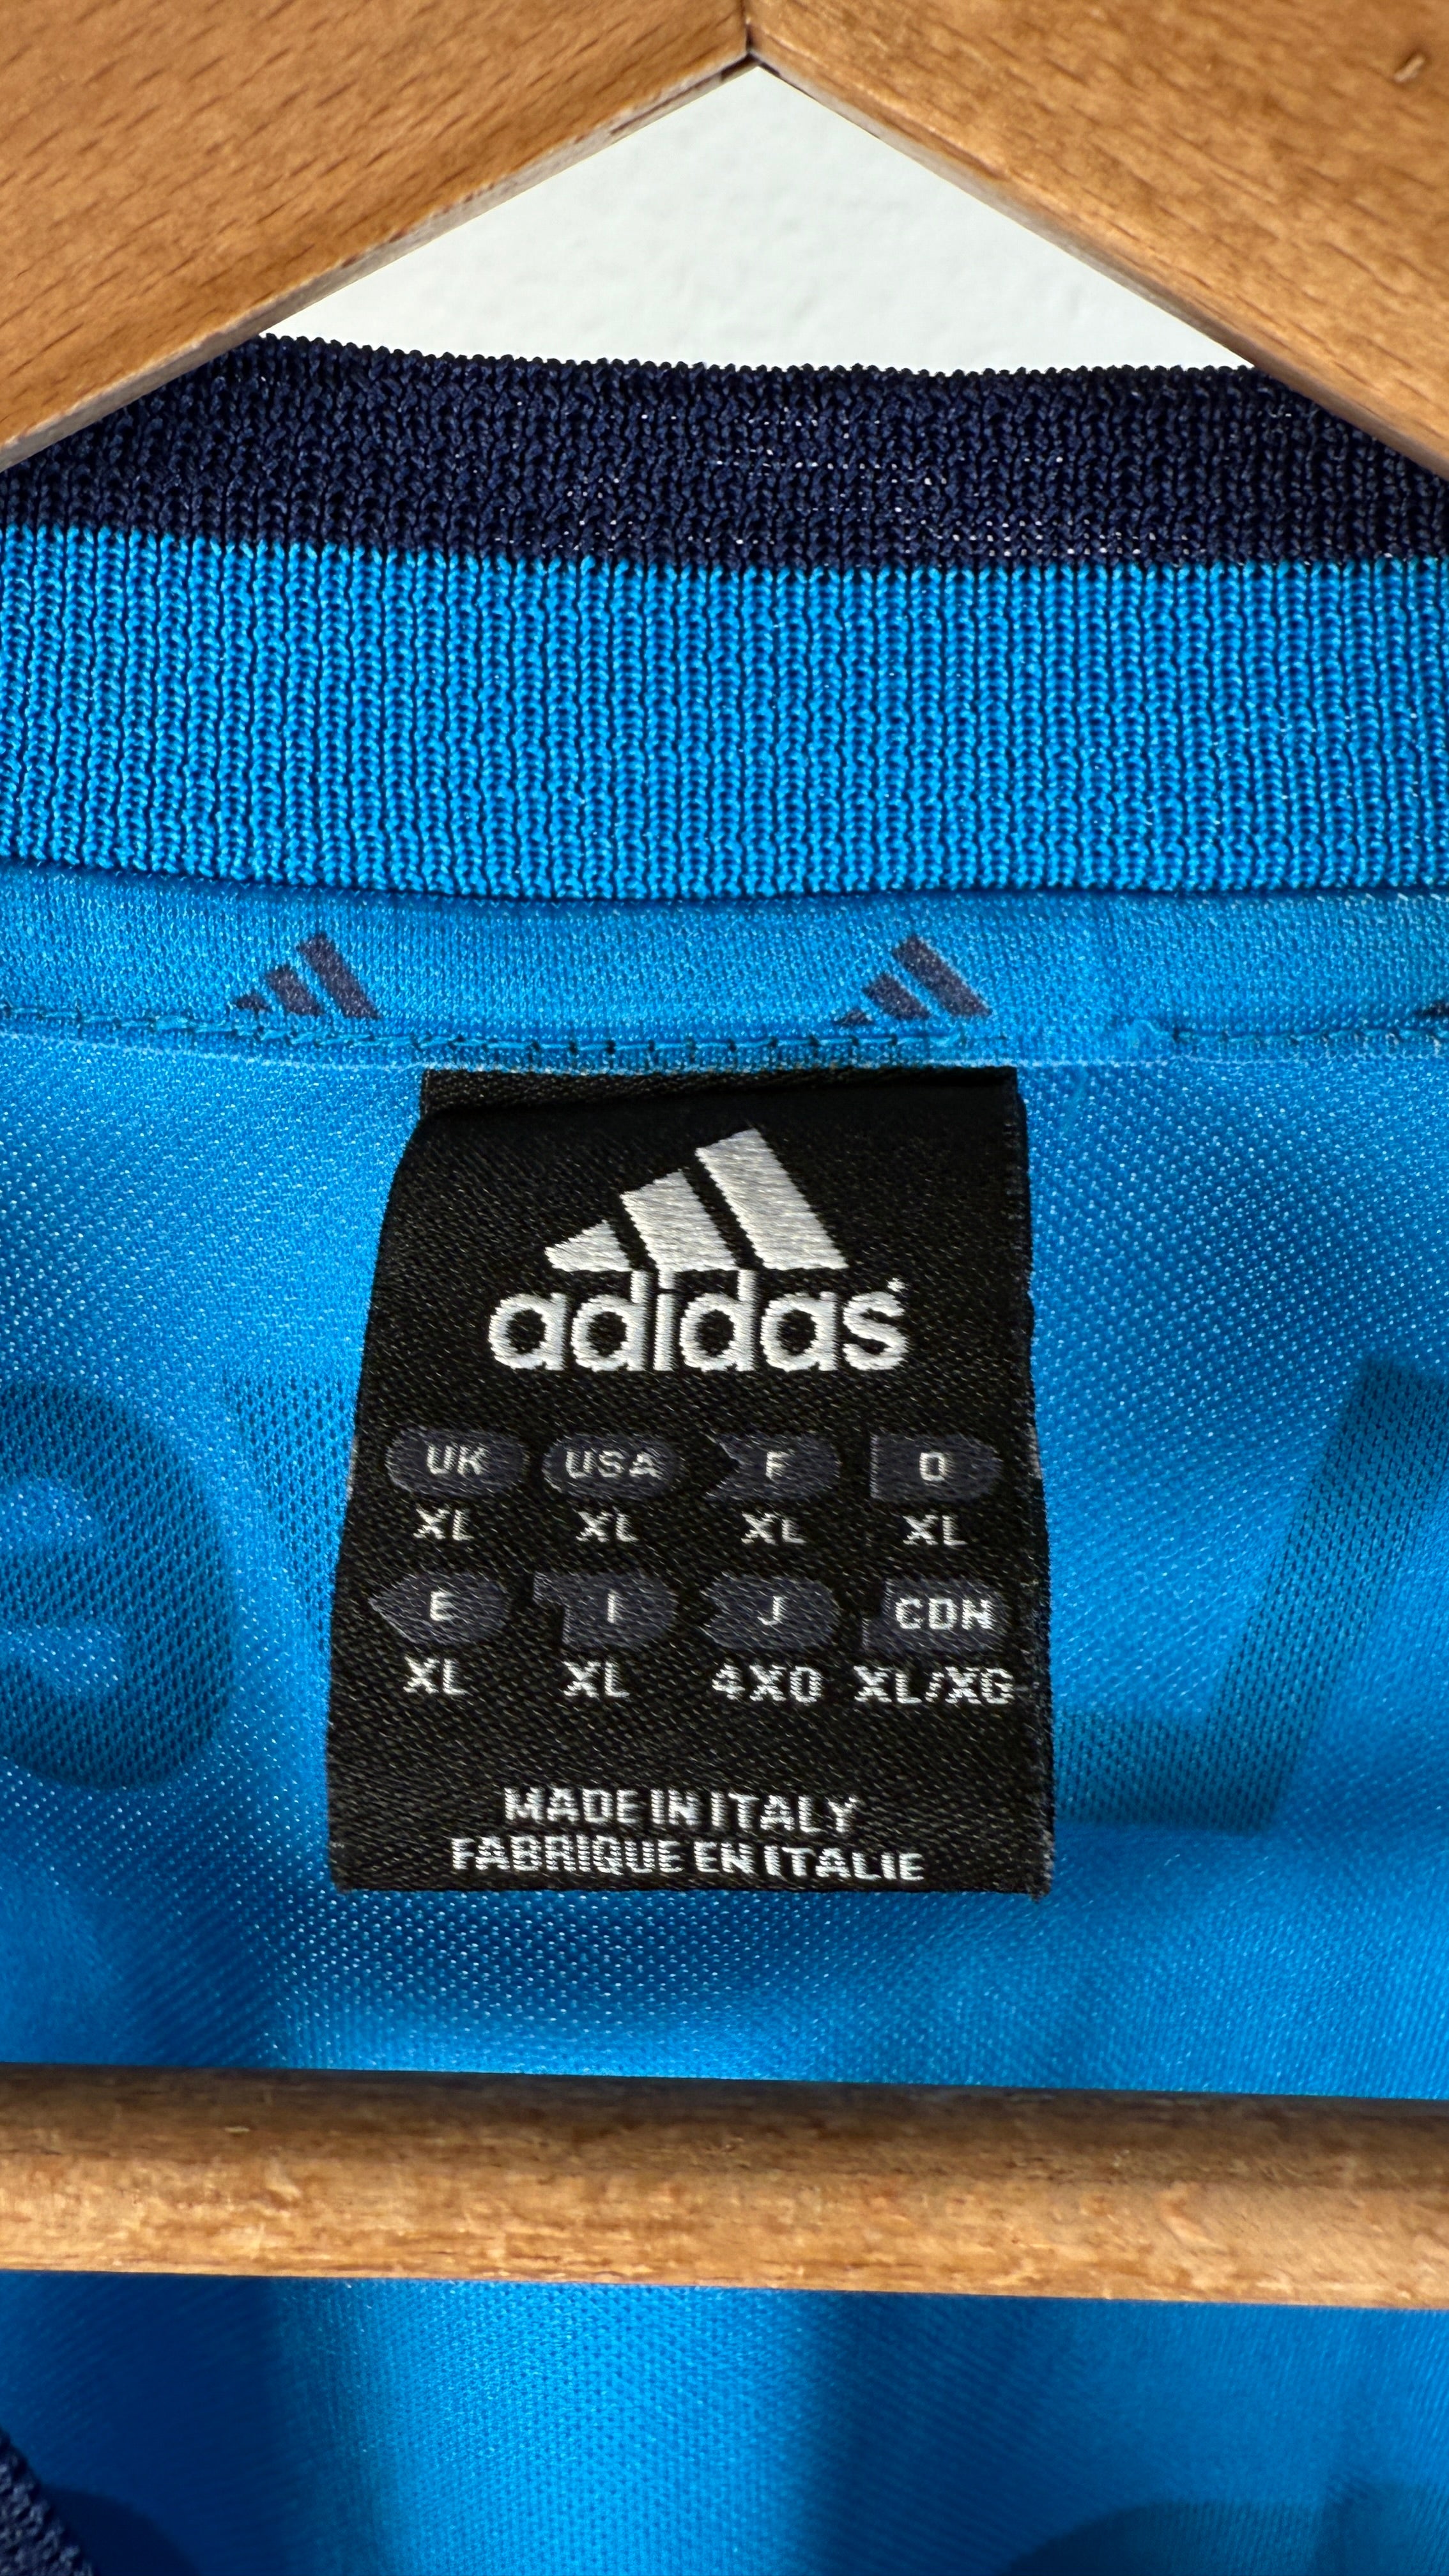 adidas
UK USA F D
XL XL XL XL
E I J CDN
XL XL 4XO XL/XG
MADE IN ITALY
FABRIQUE EN ITALIE